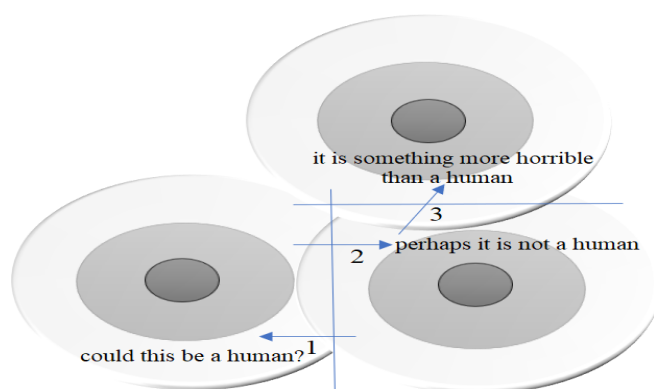 it is something more horrible
than a human
3
2
perhaps it is not a human
1
could this be a human?